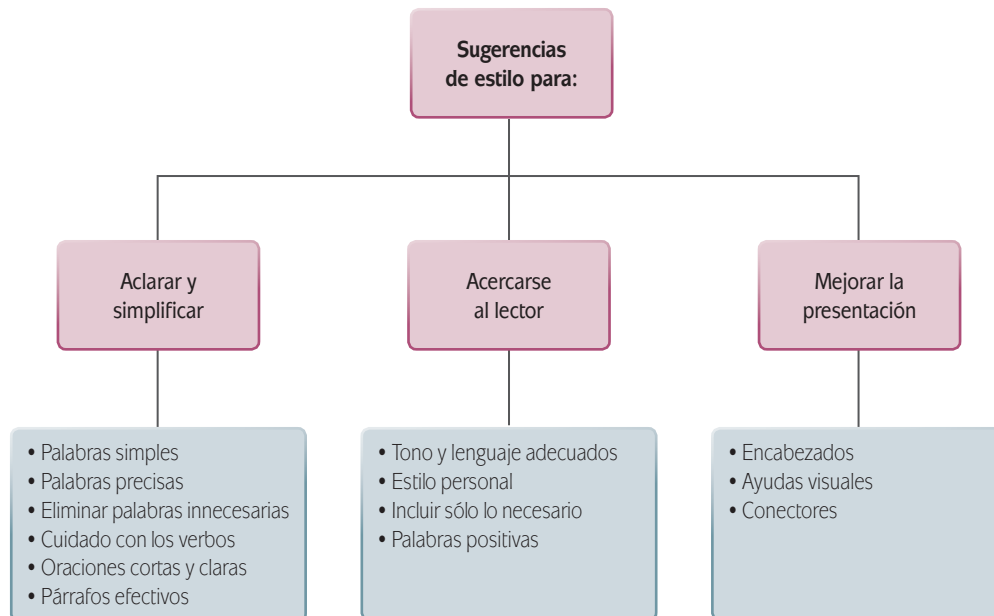 Sugerencias
de estilo para:
Aclarar y
simplificar
Acercarse
al lector
Mejorar la
presentación
• Palabras simples
• Palabras precisas
• Eliminar palabras innecesarias
• Cuidado con los verbos
• Oraciones cortas y claras
• Párrafos efectivos
• Tono y lenguaje adecuados
• Estilo personal
• Incluir sólo lo necesario
• Palabras positivas
• Encabezados
• Ayudas visuales
• Conectores